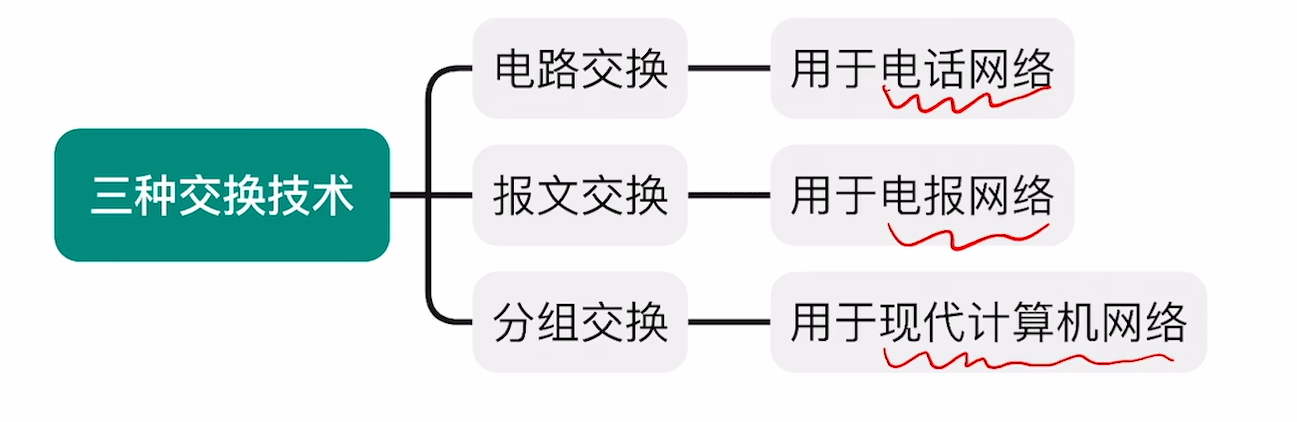 电路交换
用于电话网络
三种交换技术
报文交换
用于电报网络
分组交换
用于现代计算机网络